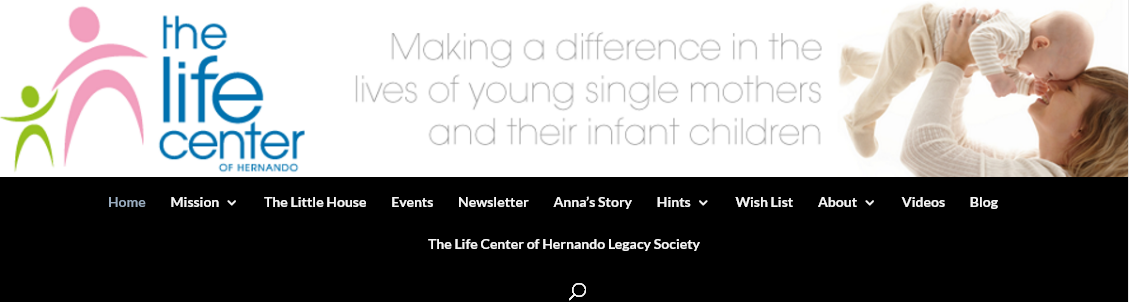 the
life
center
OF HERNANDO
Making a difference in the
lives of young single mothers
and their infant children
Home Mission The Little House Events Newsletter Anna's Story Hints Wish List About Videos Blog
The Life Center of Hernando Legacy Society